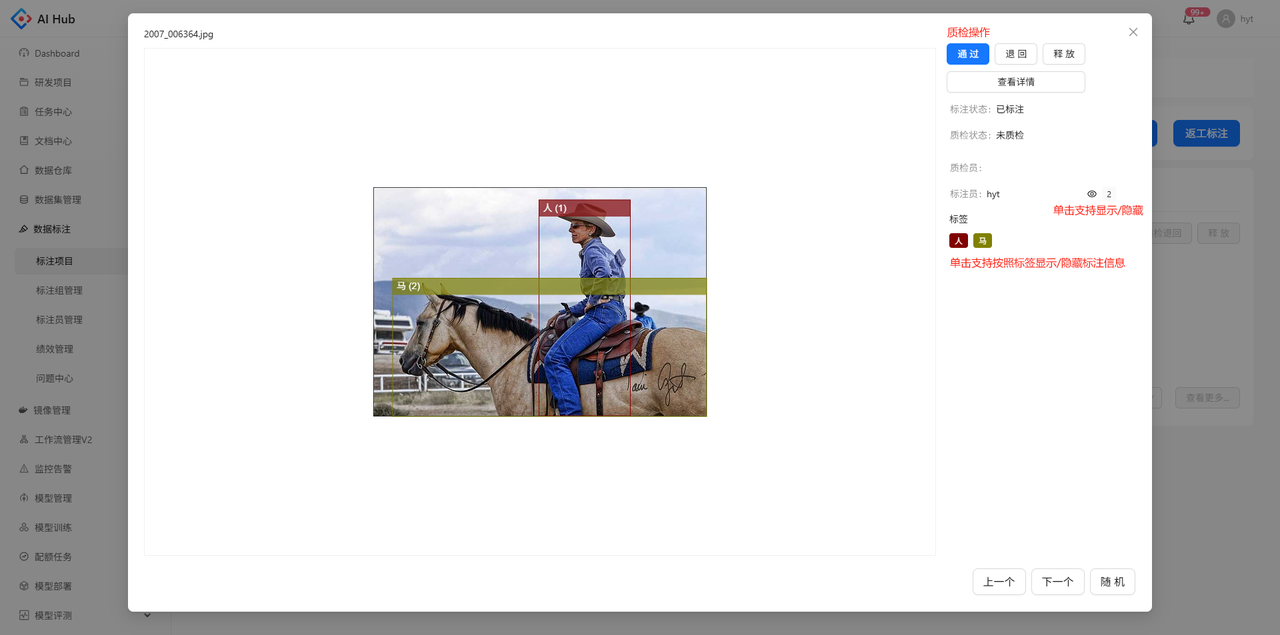 AI Hub
99+
hyt
Dashboard
研发项目
任务中心
文档中心
数据仓库
数据集管理
数据标注
标注项目
标注组管理
标注员管理
绩效管理
问题中心
镜像管理
工作流管理V2
监控告警
模型管理
模型训练
配额任务
模型部署
模型评测
2007_006364.jpg
人 (1)
马 (2)
质检操作
通 过
退 回
释 放
查看详情
标注状态: 已标注
质检状态: 未质检
质检员:
标注员: hyt
2
单击支持显示/隐藏
标签
人
马
单击支持按照标签显示/隐藏标注信息
上一个
下一个
随 机
返工标注
检退回
释 放
查看更多...